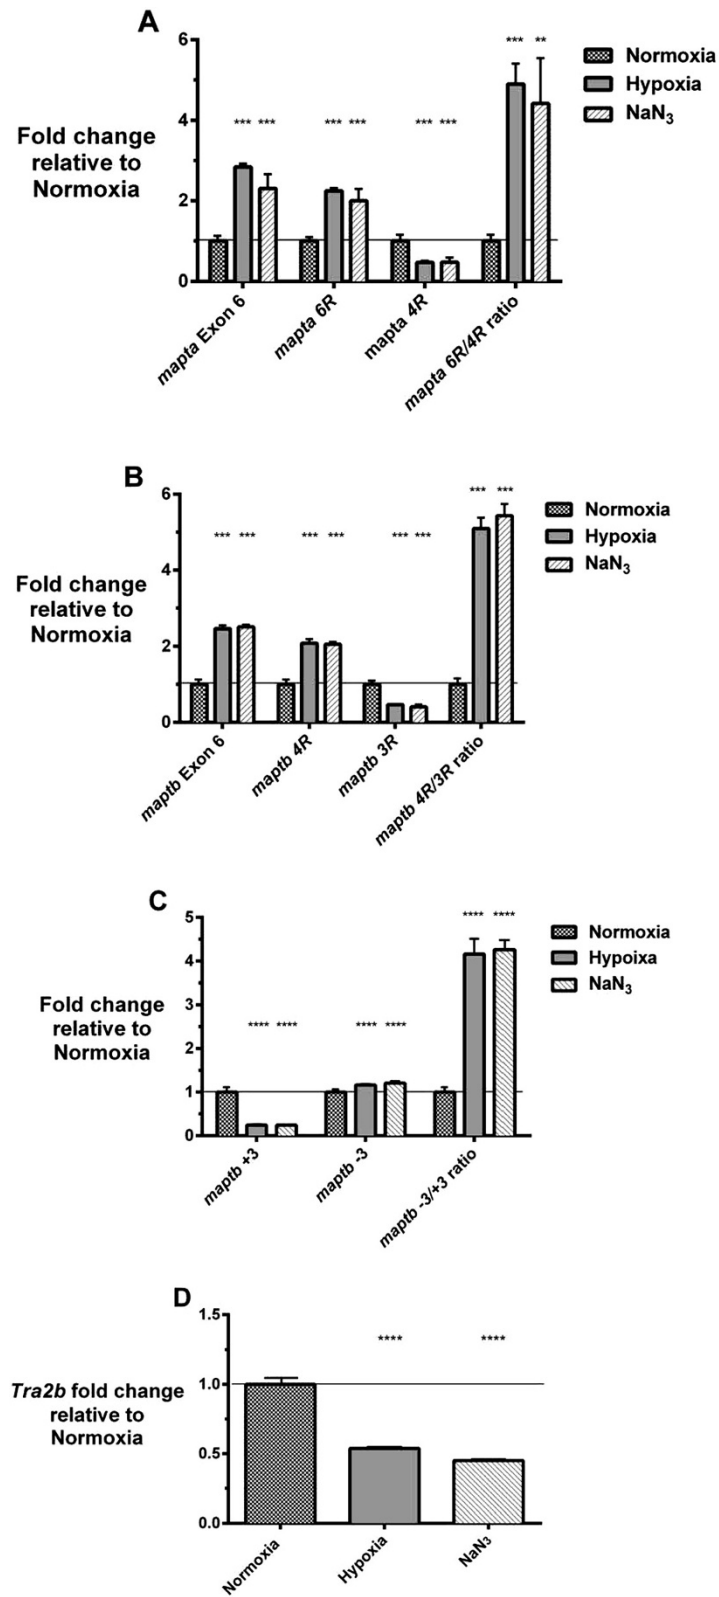 A
Fold change
relative to
Normoxia
6
4
2
0
*** *** *** *** *** *** *** **
Normoxia
Hypoxia
NaN3
mapta Exon 6
mapta 6R
mapta 4R
mapta 6R/4R ratio
B
Fold change
relative to
Normoxia
6
4
2
0
*** *** *** *** *** *** *** ***
Normoxia
Hypoxia
NaN3
maptb Exon 6
maptb 4R
maptb 3R
maptb 4R/3R ratio
C
Fold change
relative to
Normoxia
5
4
3
2
1
0
**** **** **** **** **** ****
Normoxia
Hypoixa
NaN3
maptb +3
maptb -3
maptb -3/+3 ratio
D
Tra2b fold change
relative to
Normoxia
1.5
1.0
0.5
0.0
**** ****
Normoxia
Hypoxia
NaN3